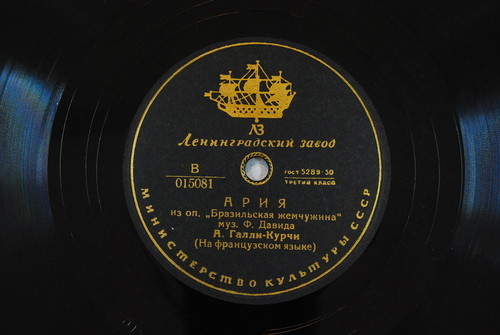 ЛЗ
Ленинградский завод
В
015081
ГОСТ 5289-50
ТРЕТИЙ КЛАСС
АРИЯ
из оп. „Бразильская жемчужина"
муз. Ф. Давида
А. Галли-Курчи
(На французском языке)
МИНИСТЕРСТВО КУЛЬТУРЫ СССР